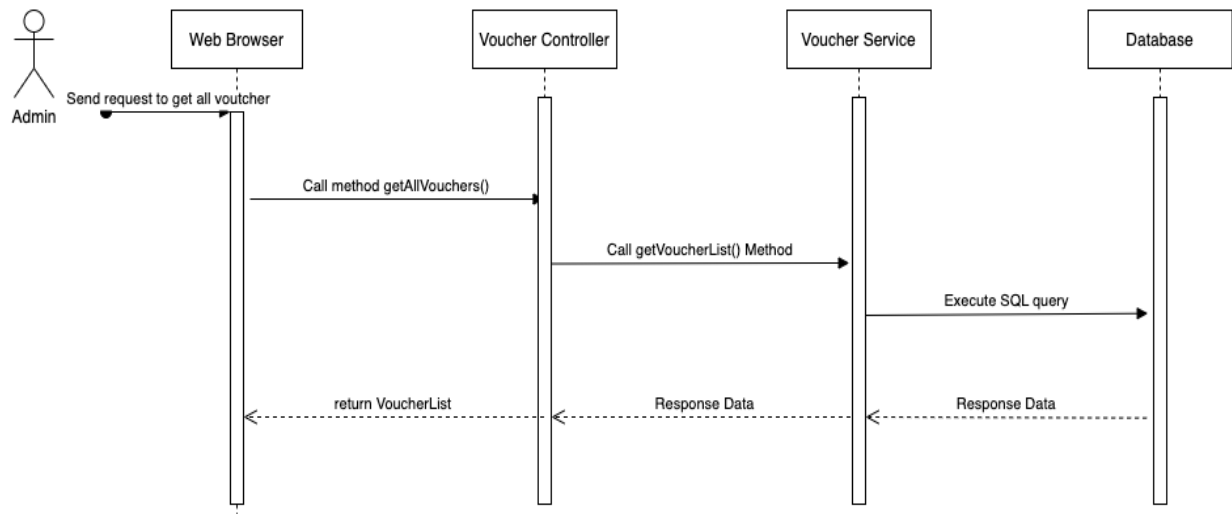 Web Browser
Voucher Controller
Voucher Service
Database
Send request to get all voutcher
Admin
Call method getAllVouchers()
Call getVoucherList() Method
Execute SQL query
return VoucherList
Response Data
Response Data